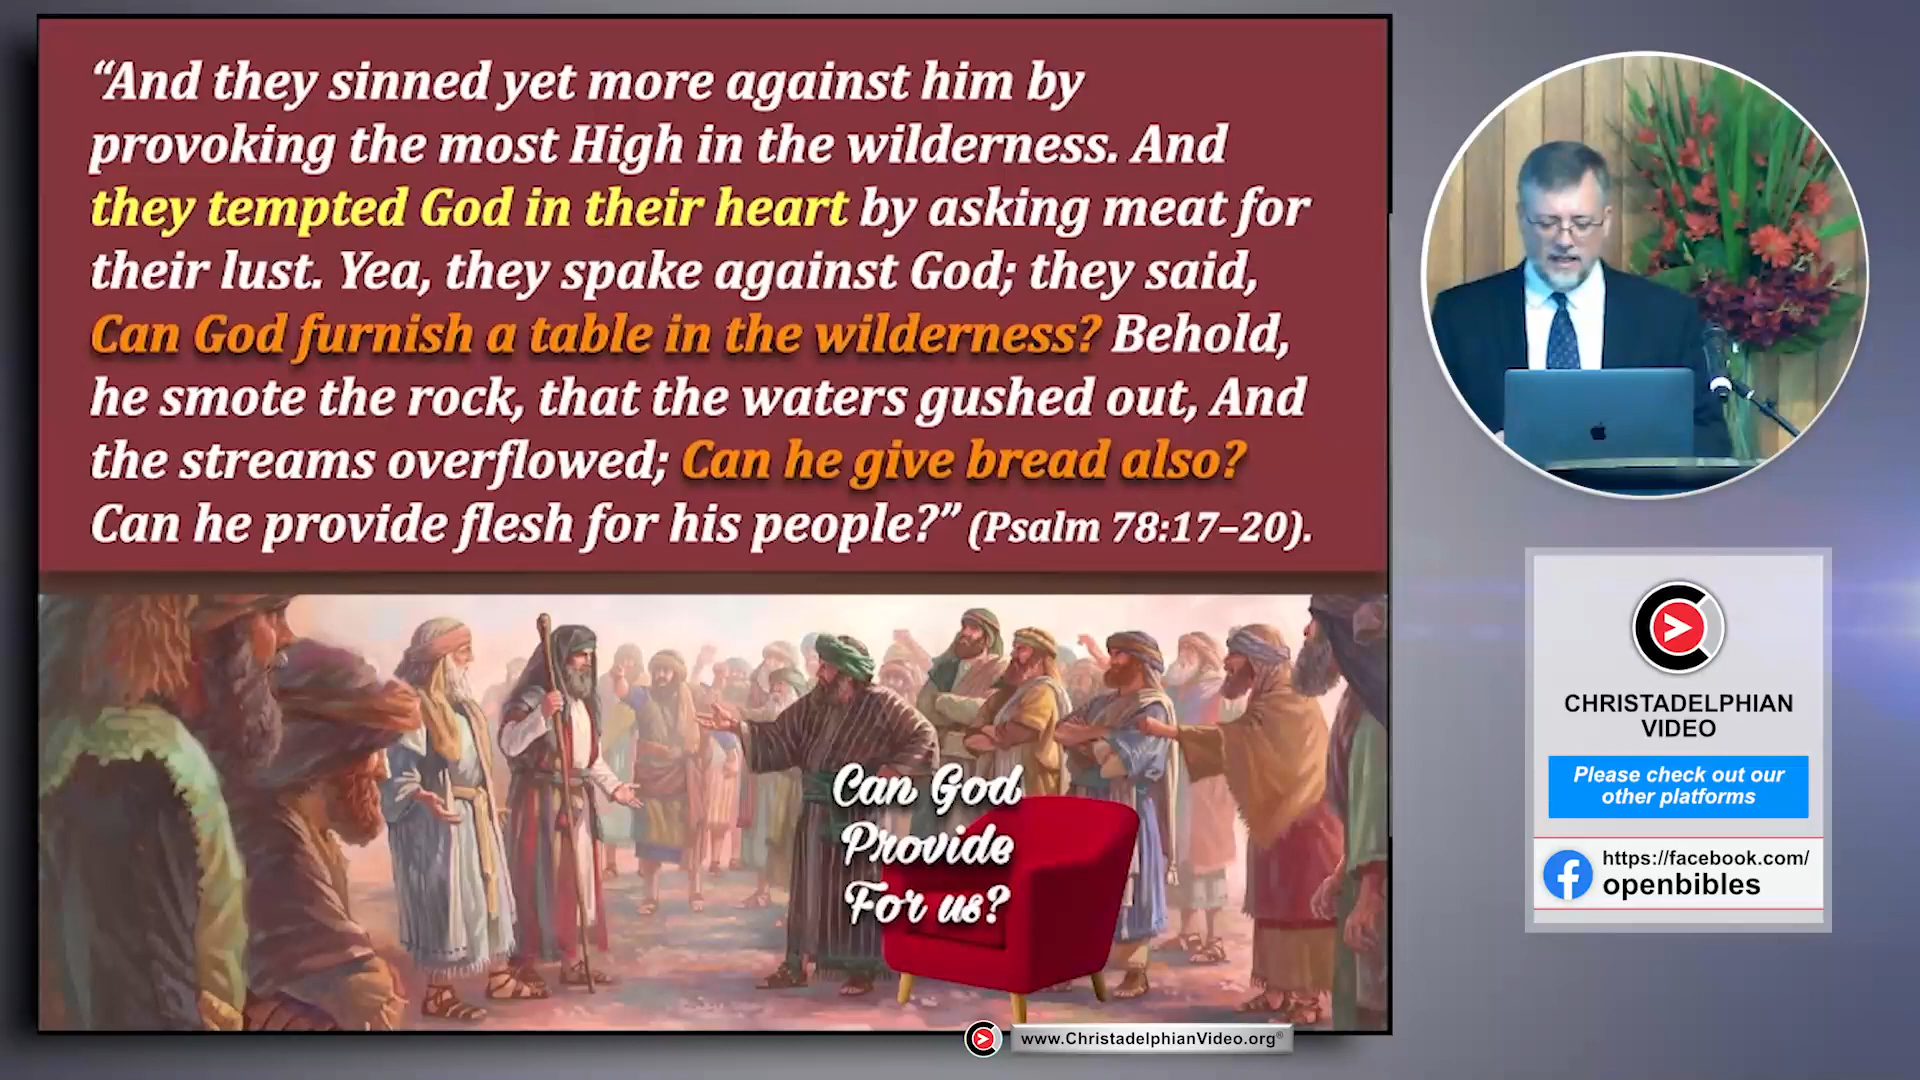 “And they sinned yet more against him by
provoking the most High in the wilderness. And
they tempted God in their heart by asking meat for
their lust. Yea, they spake against God; they said,
Can God furnish a table in the wilderness? Behold,
he smote the rock, that the waters gushed out, And
the streams overflowed; Can he give bread also?
Can he provide flesh for his people?” (Psalm 78:17–20).
Can God
Provide
For us?
www.ChristadelphianVideo.org®
CHRISTADELPHIAN
VIDEO
Please check out our
other platforms
https://facebook.com/
openbibles